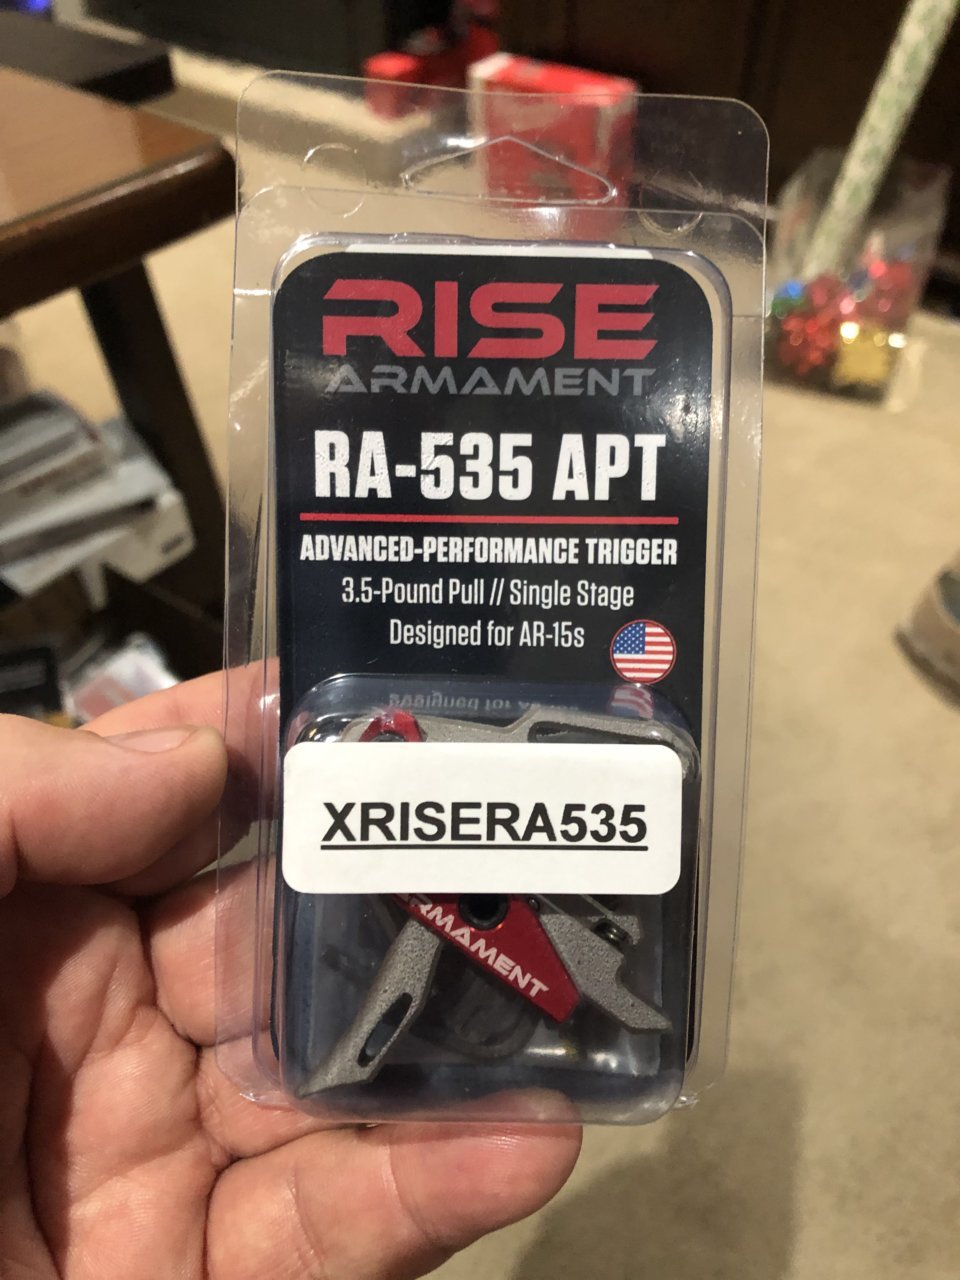 RISE
ARMAMENT
RA-535 APT
ADVANCED-PERFORMANCE TRIGGER
3.5-Pound Pull // Single Stage
Designed for AR-15s
XRISERA535
ARMAMENT